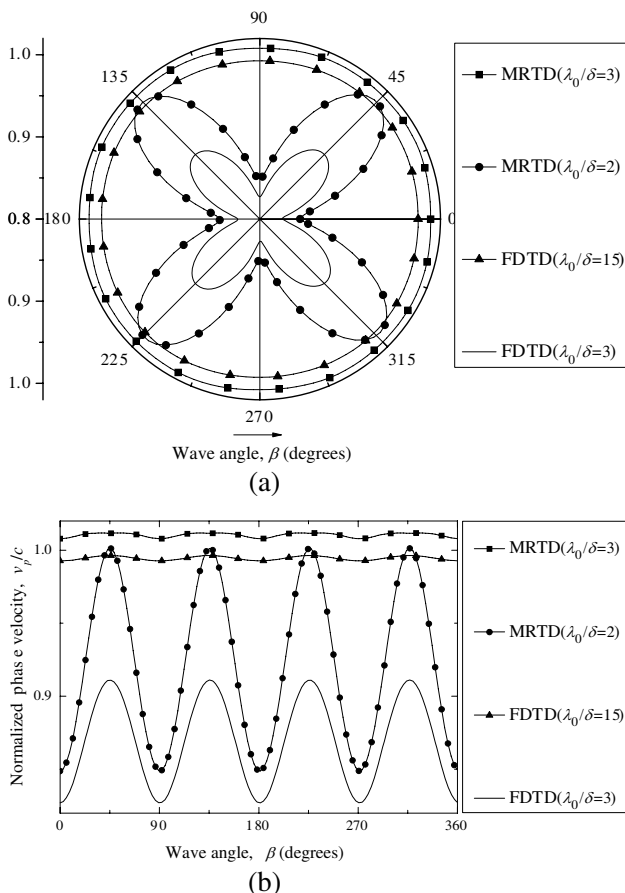 (a)
90
1.0
135
45
0.9
0.8
180
0
0.9
225
315
1.0
270
Wave angle, β (degrees)
MRTD(λ0/δ=3)
MRTD(λ0/δ=2)
FDTD(λ0/δ=15)
FDTD(λ0/δ=3)
(a)
Normalized phas e velocity, vp/c
1.0
0.9
0
90
180
270
360
Wave angle, β (degrees)
MRTD(λ0/δ=3)
MRTD(λ0/δ=2)
FDTD(λ0/δ=15)
FDTD(λ0/δ=3)
(b)
(b)